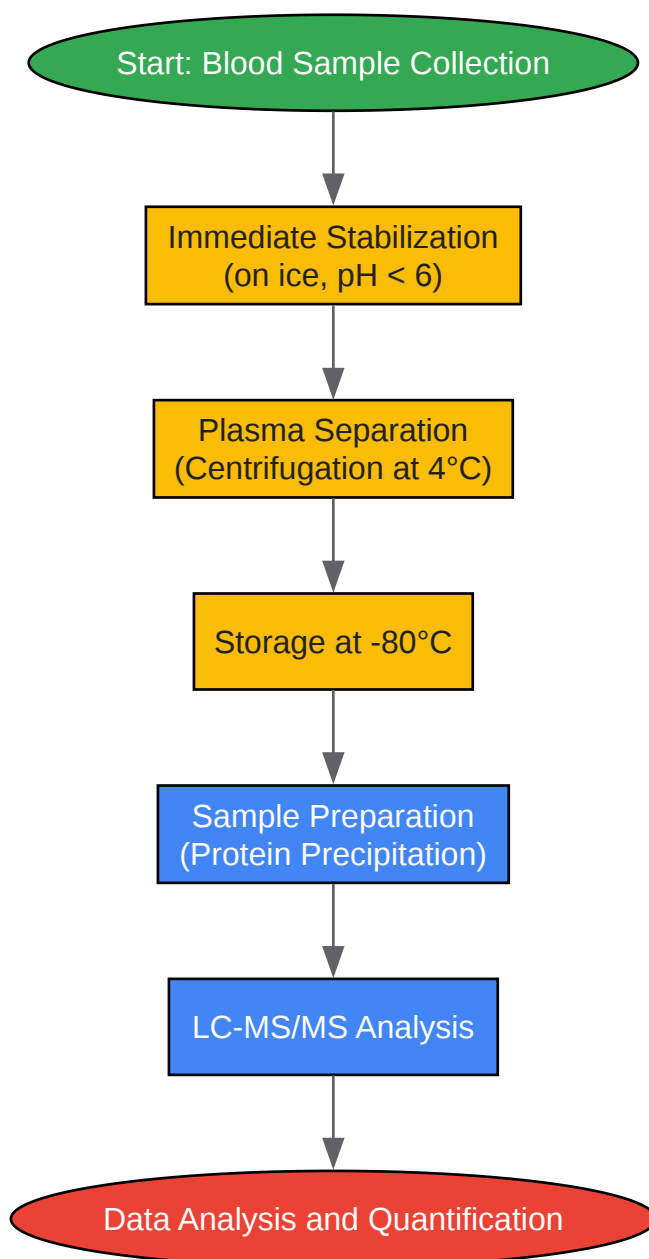 Start: Blood Sample Collection
Immediate Stabilization
(on ice, pH < 6)
Plasma Separation
(Centrifugation at 4°C)
Storage at -80°C
Sample Preparation
(Protein Precipitation)
LC-MS/MS Analysis
Data Analysis and Quantification